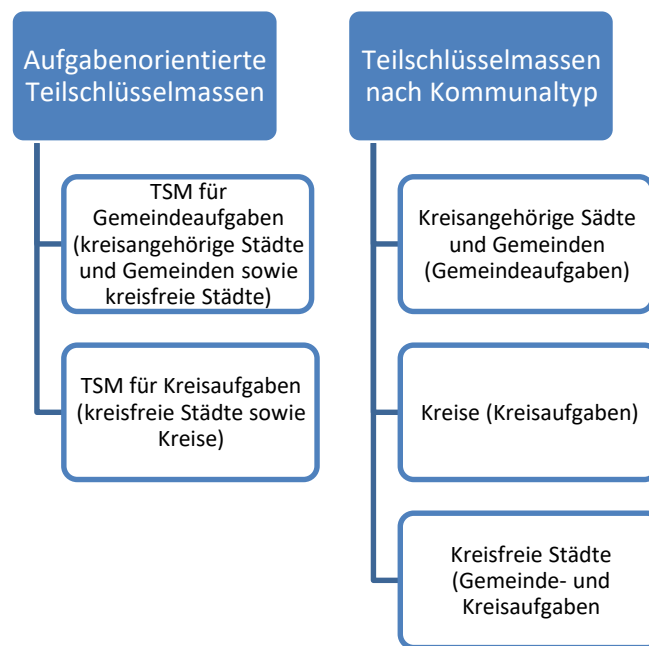 Aufgabenorientierte
Teilschlüsselmassen
TSM für
Gemeindeaufgaben
(kreisangehörige Städte
und Gemeinden sowie
kreisfreie Städte)
TSM für Kreisaufgaben
(kreisfreie Städte sowie
Kreise)
Teilschlüsselmassen
nach Kommunaltyp
Kreisangehörige Sädte
und Gemeinden
(Gemeindeaufgaben)
Kreise (Kreisaufgaben)
Kreisfreie Städte
(Gemeinde- und
Kreisaufgaben